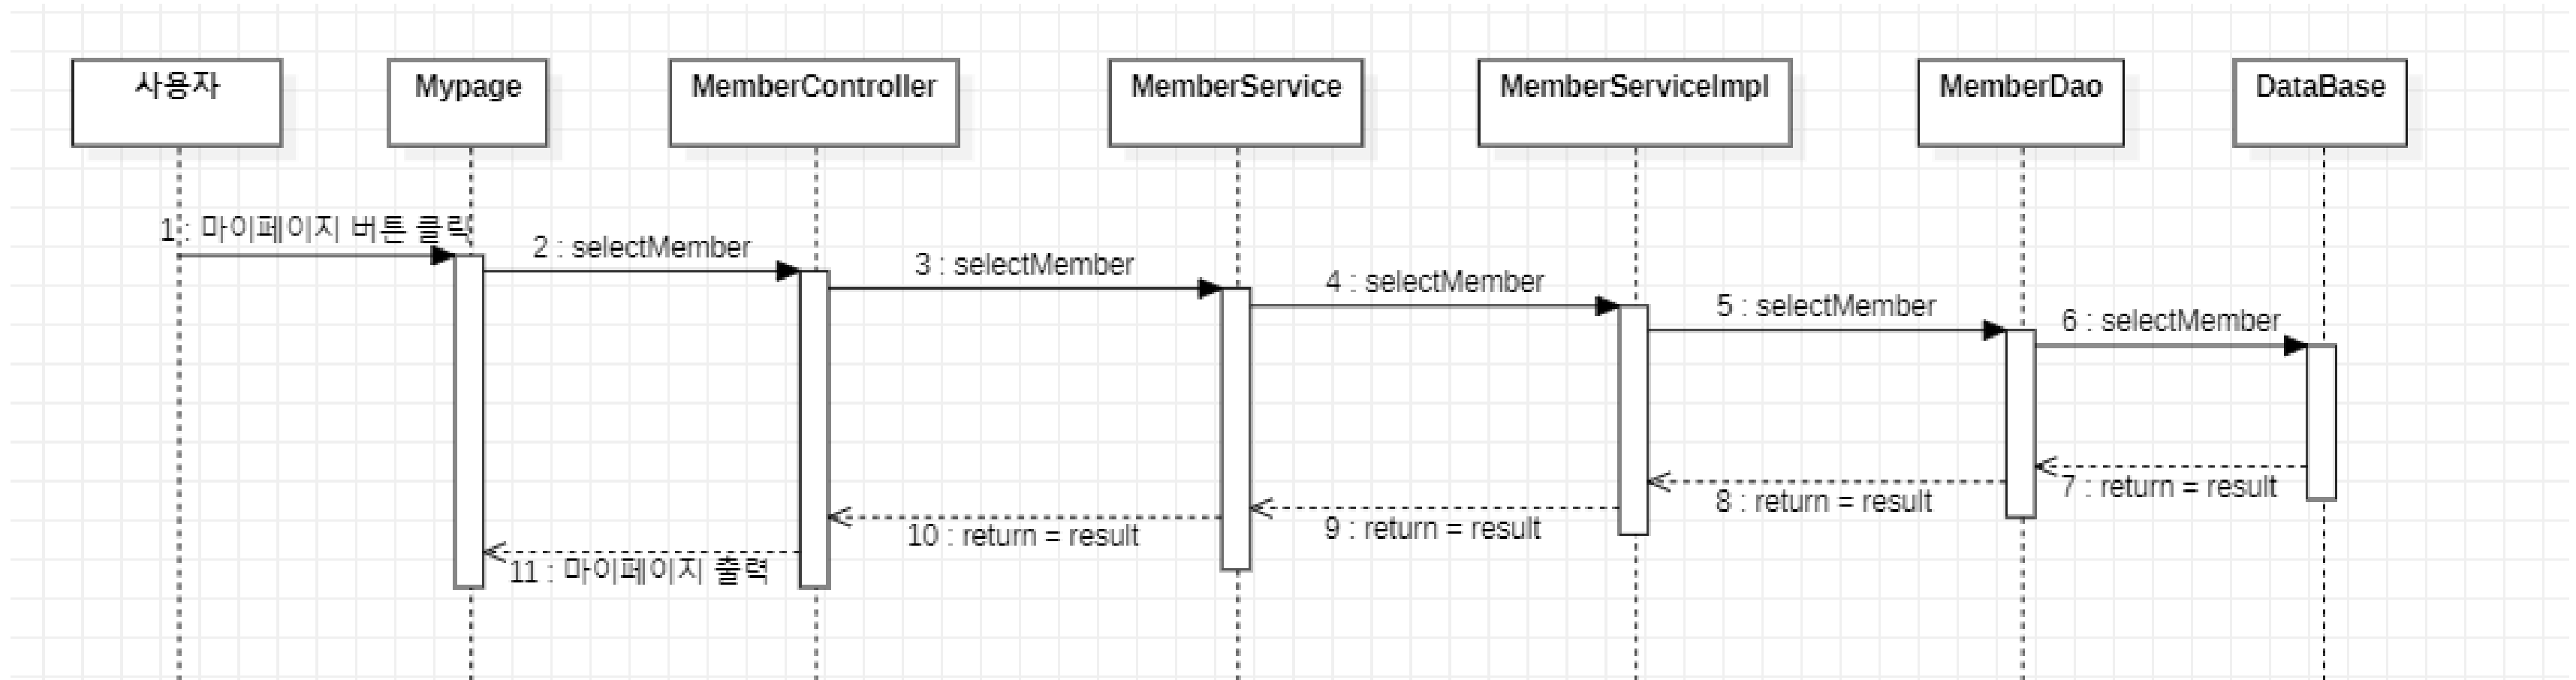 사용자
Mypage
MemberController
MemberService
MemberServiceImpl
MemberDao
DataBase
1 : 마이페이지 버튼 클릭
2 : selectMember
3 : selectMember
4 : selectMember
5 : selectMember
6 : selectMember
7 : return = result
8 : return = result
9 : return = result
10 : return = result
11 : 마이페이지 출력